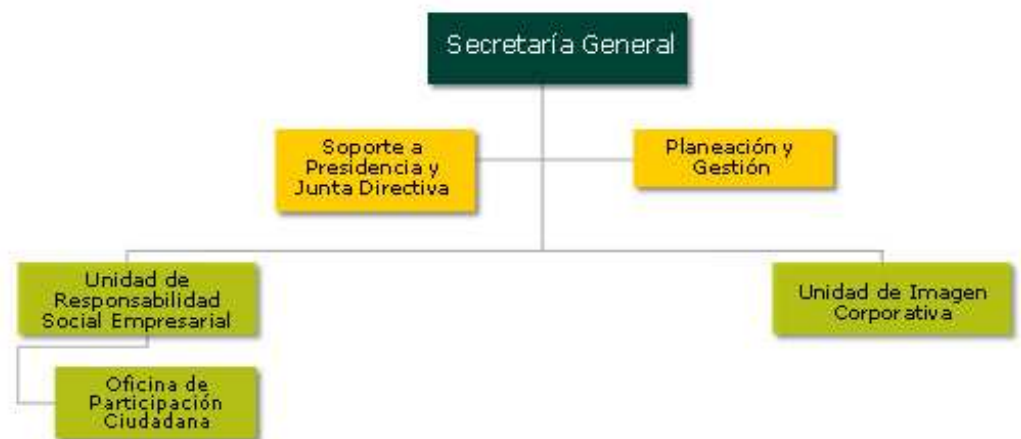 Secretaría General
Soporte a
Presidencia y
Junta Directiva
Planeación y
Gestión
Unidad de
Responsabilidad
Social Empresarial
Unidad de Imagen
Corporativa
Oficina de
Participación
Ciudadana